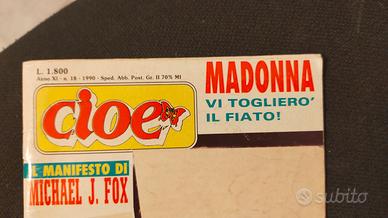 L. 1.800
Anno XI - n. 18 - 1990 - Sped. Abb. Post. Gr. II 70% MI
cioè
MADONNA
VI TOGLIERO'
IL FIATO!
IL MANIFESTO DI
MICHAEL J. FOX
subito